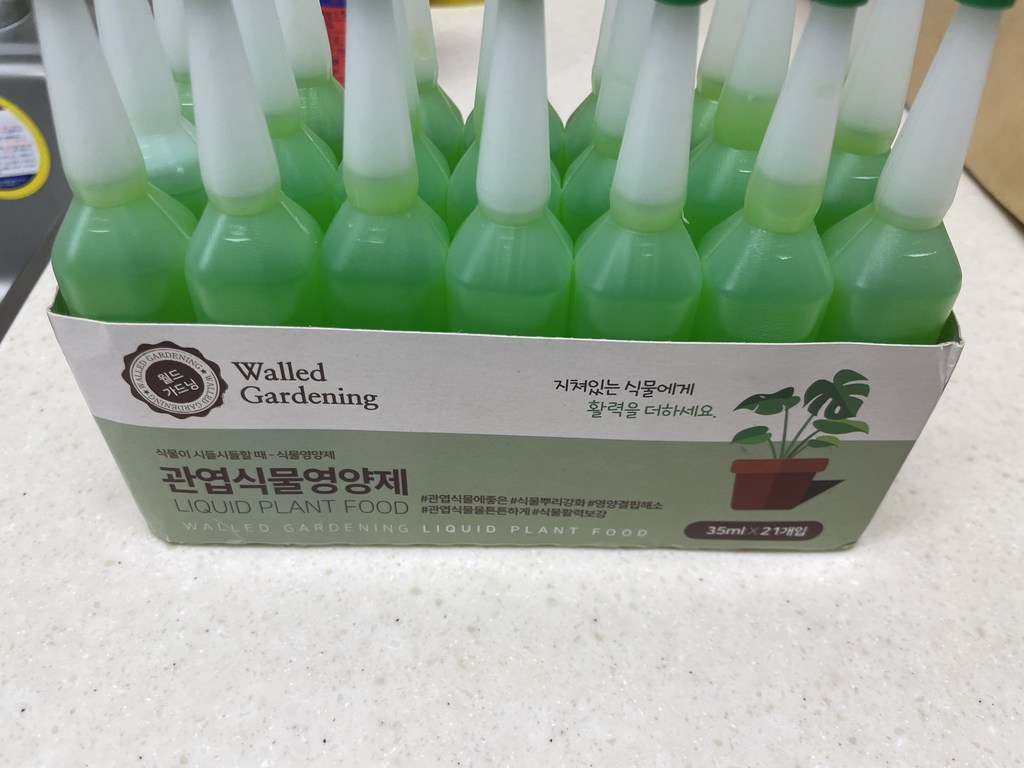 WALLED GARDENING WALLED GARDENING
월드
가드닝
Walled
Gardening
지쳐있는 식물에게
활력을 더하세요.
식물이 시들시들할 때 - 식물영양제
관엽식물영양제
LIQUID PLANT FOOD
#관엽식물에좋은 #식물뿌리강화 #영양결핍해소
#관엽식물을튼튼하게 #식물활력보강
WALLED GARDENING LIQUID PLANT FOOD
35ml × 21개입